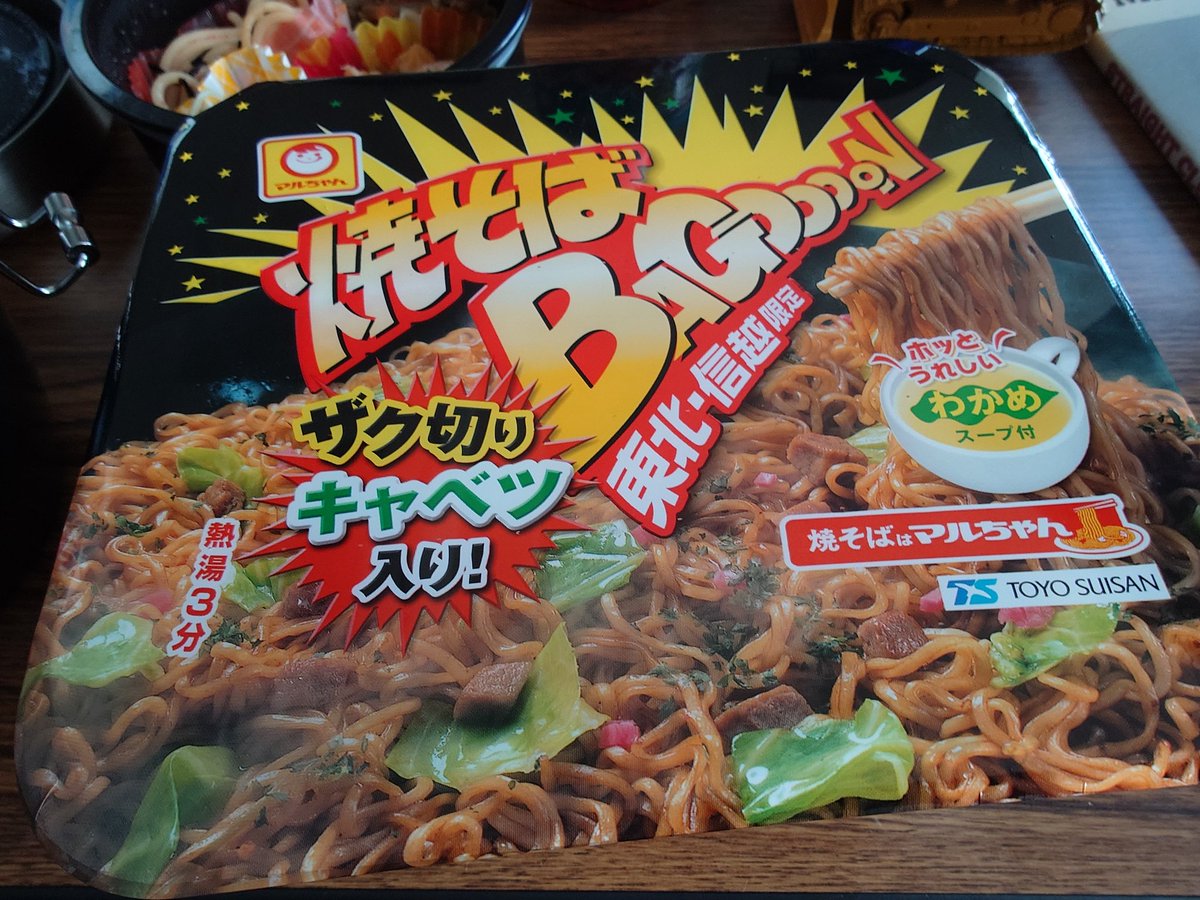 マルちゃん
焼そば
BAGOOOON
東北・信越限定
ザク切り
キャベツ
入り!
熱湯3分
ホッと
うれしい
わかめ
スープ付
焼そばはマルちゃん
TS TOYO SUISAN